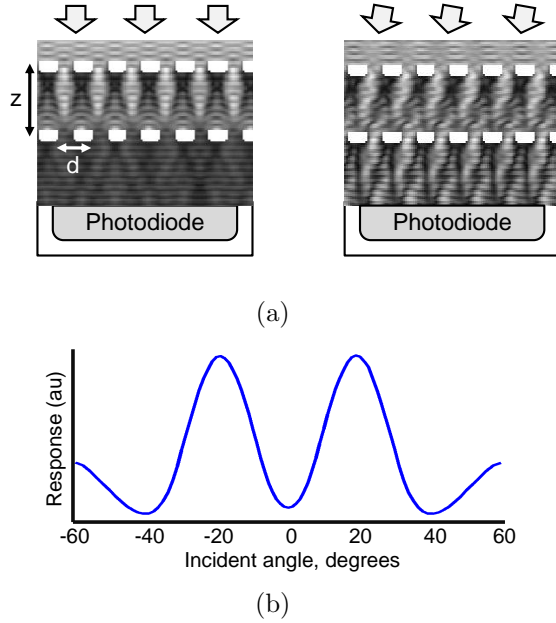 z
d
Photodiode Photodiode
(a)
Response (au)
-60 -40 -20 0 20 40 60
Incident angle, degrees
(b)